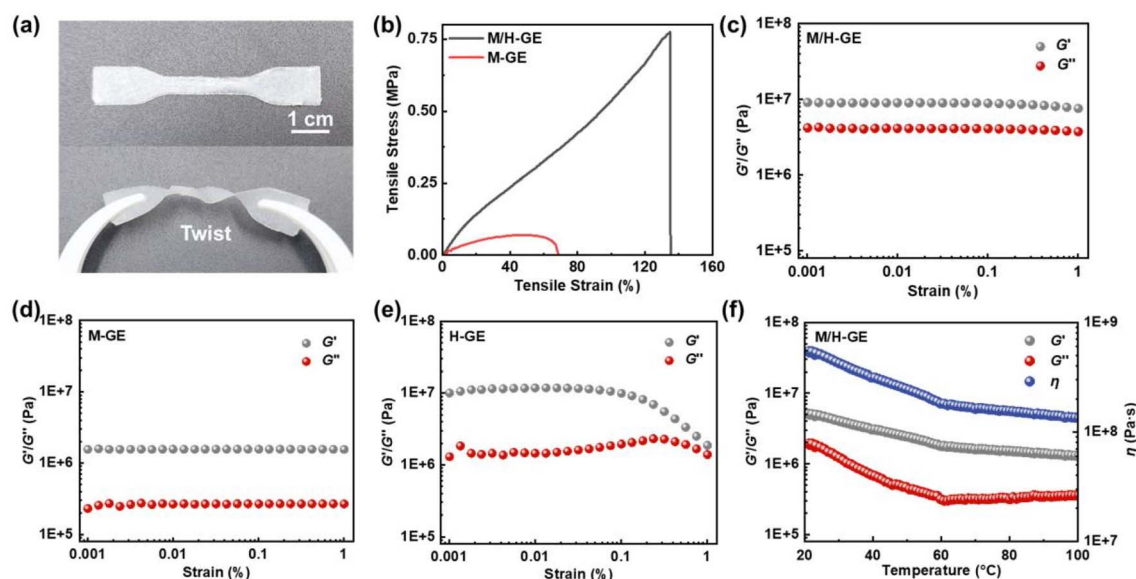 (a)
1 cm
Twist
(b)
M/H-GE
M-GE
Tensile Stress (MPa)
0.75
0.50
0.25
0.00
0 40 80 120 160
Tensile Strain (%)
(c)
M/H-GE
G'
G''
G'/G'' (Pa)
1E+8
1E+7
1E+6
1E+5
0.001 0.01 0.1 1
Strain (%)
(d)
M-GE
G'
G''
G'/G'' (Pa)
1E+8
1E+7
1E+6
1E+5
0.001 0.01 0.1 1
Strain (%)
(e)
H-GE
G'
G''
G'/G'' (Pa)
1E+8
1E+7
1E+6
1E+5
0.001 0.01 0.1 1
Strain (%)
(f)
M/H-GE
G'
G''
η
G'/G'' (Pa)
1E+8
1E+7
1E+6
1E+5
1E+9
1E+8
1E+7
η (Pa·s)
20 40 60 80 100
Temperature (°C)